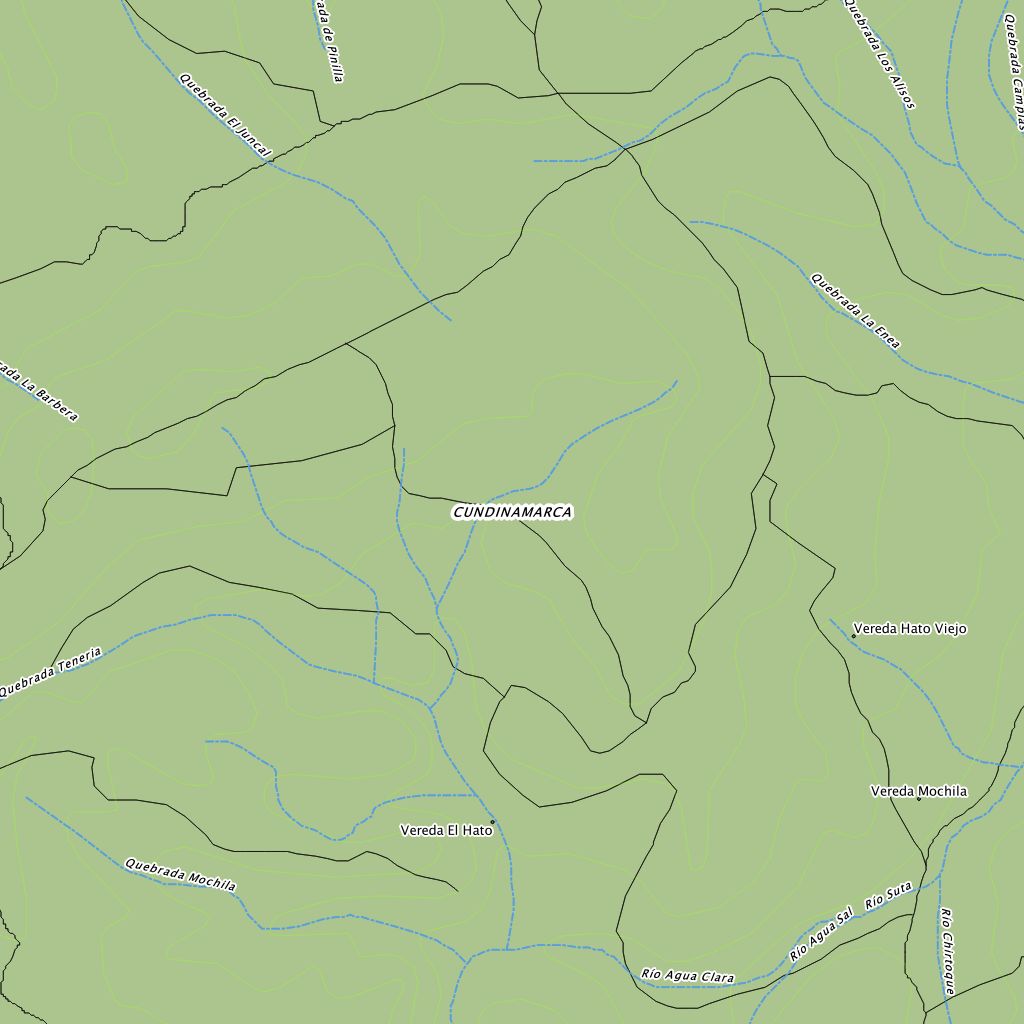 ada de Pinilla
Quebrada Los Alisos
Quebrada Campias
Quebrada El Juncal
Quebrada La Enea
ada La Barbera
CUNDINAMARCA
Vereda Hato Viejo
Quebrada Teneria
Vereda Mochila
Vereda El Hato
Quebrada Mochila
Río Suta
Río Agua Sal
Río Chirtoque
Río Agua Clara